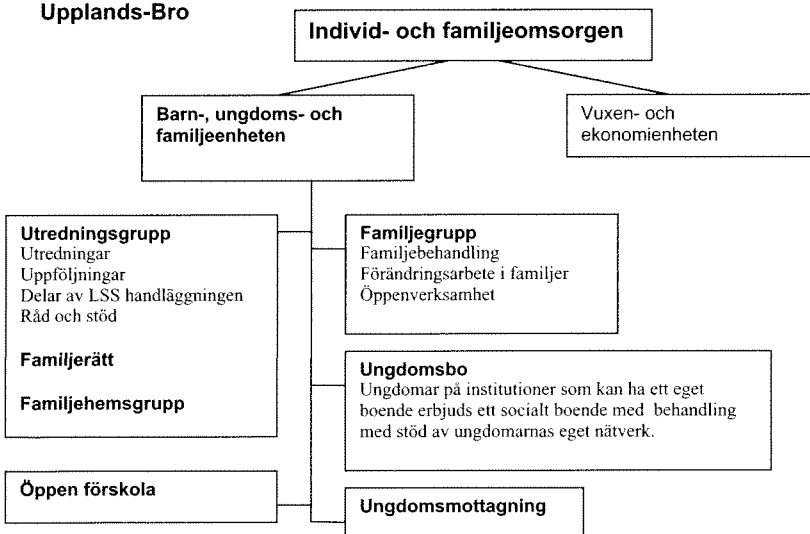 Upplands-Bro
Individ- och familjeomsorgen
Barn-, ungdoms- och
familjeenheten
Vuxen- och
ekonomienheten
Utredningsgrupp
Utredningar
Uppföljningar
Delar av LSS handläggningen
Råd och stöd
Familjerätt
Familjehemsgrupp
Familjegrupp
Familjebehandling
Förändringsarbete i familjer
Öppenverksamhet
Ungdomsbo
Ungdomar på institutioner som kan ha ett eget
boende erbjuds ett socialt boende med behandling
med stöd av ungdomarnas eget nätverk.
Öppen förskola
Ungdomsmottagning